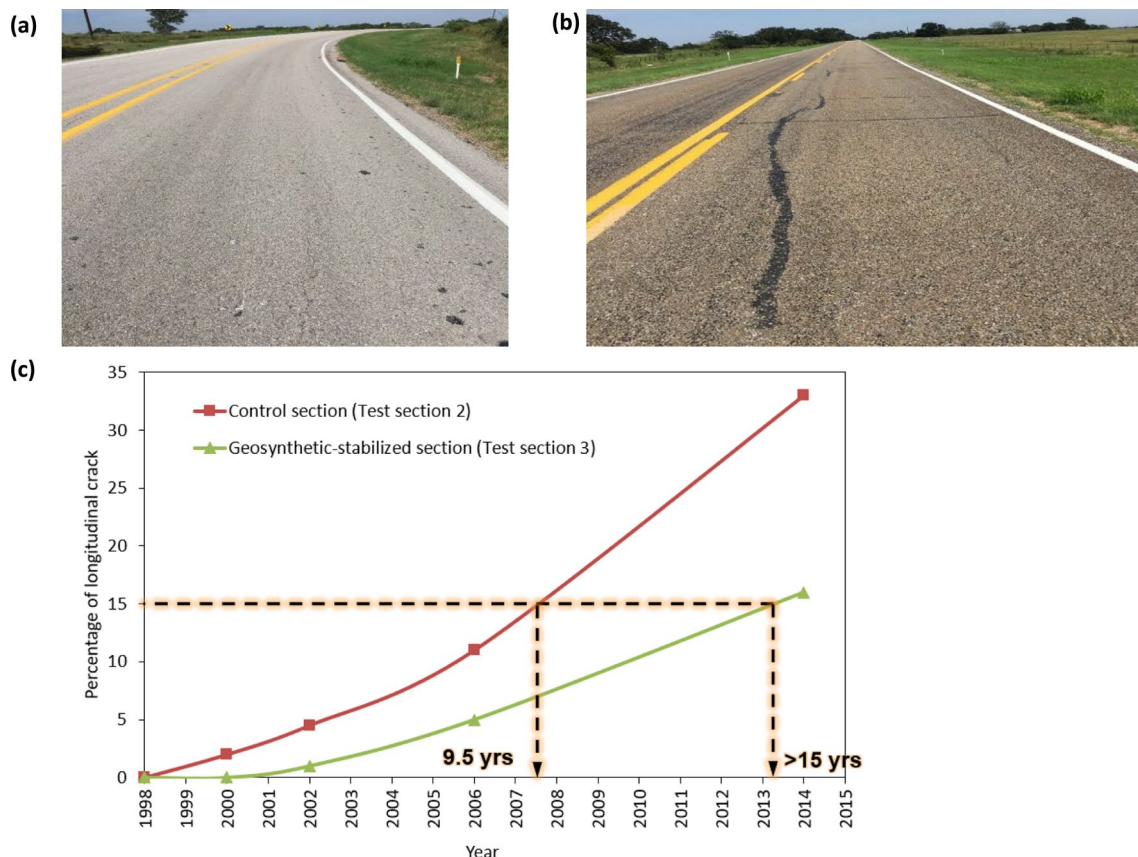 (a)
(b)
(c)
35
30
25
20
15
10
5
0
Percentage of longitudinal crack
Control section (Test section 2)
Geosynthetic-stabilized section (Test section 3)
9.5 yrs
>15 yrs
1998
1999
2000
2001
2002
2003
2004
2005
2006
2007
2008
2009
2010
2011
2012
2013
2014
2015
Year